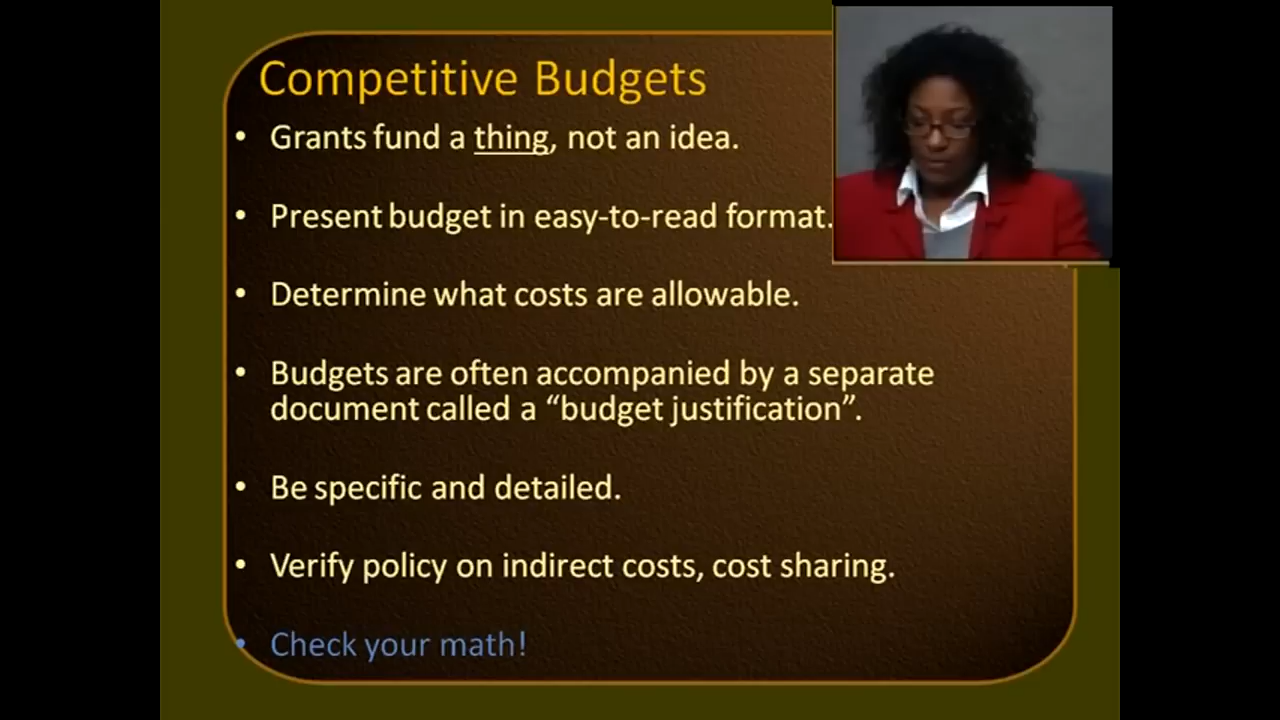 Competitive Budgets
• Grants fund a thing, not an idea.
• Present budget in easy-to-read format.
• Determine what costs are allowable.
• Budgets are often accompanied by a separate
document called a “budget justification”.
• Be specific and detailed.
• Verify policy on indirect costs, cost sharing.
• Check your math!